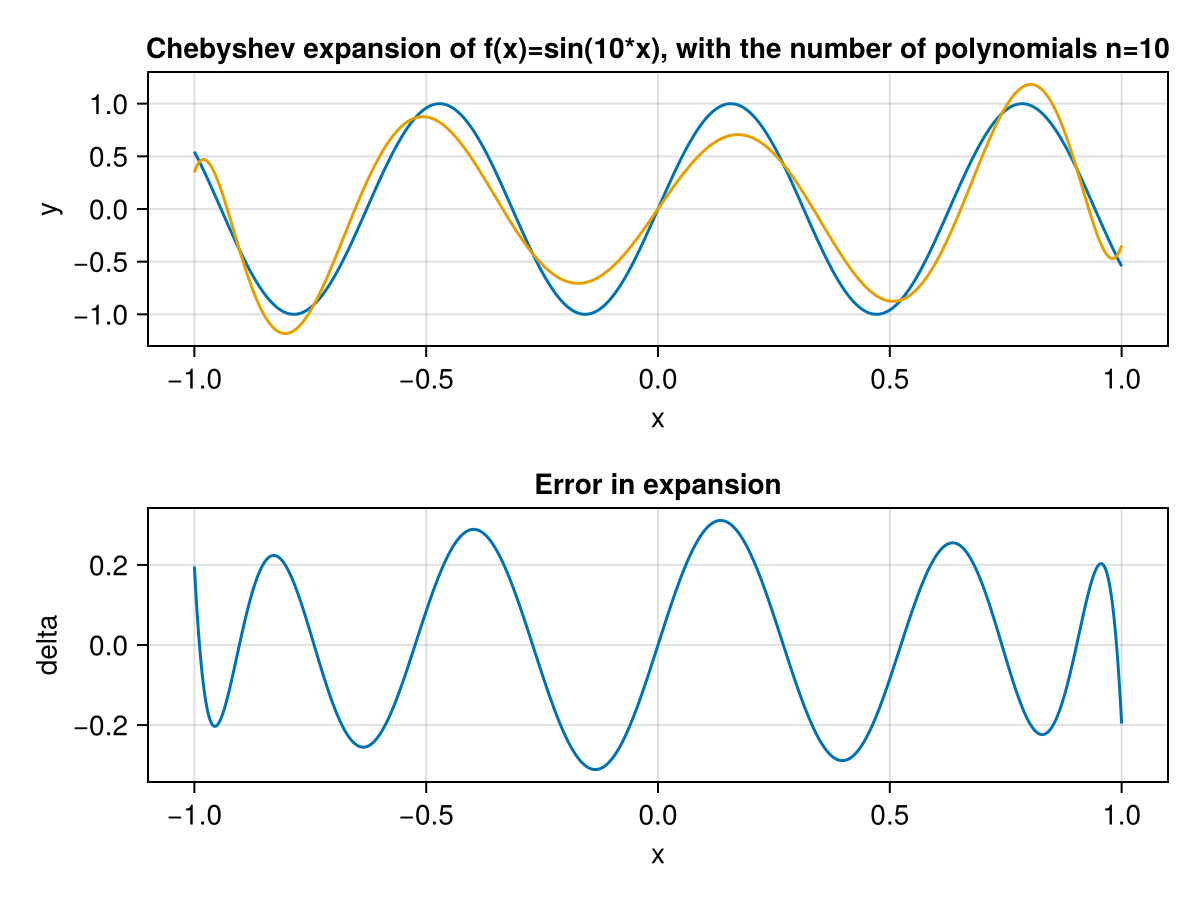 Chebyshev expansion of f(x)=sin(10*x), with the number of polynomials n=10
1.0
0.5
0.0
−0.5
−1.0
y
−1.0 −0.5 0.0 0.5 1.0
x
Error in expansion
0.2
0.0
−0.2
delta
−1.0 −0.5 0.0 0.5 1.0
x